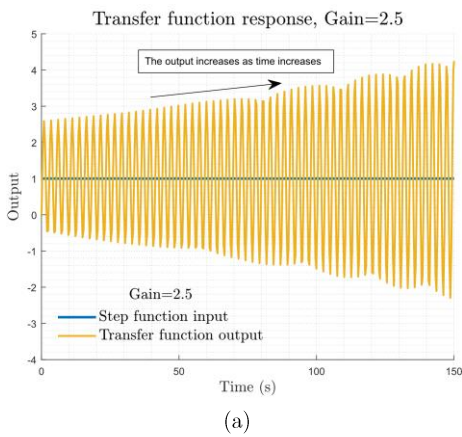 Transfer function response, Gain=2.5
The output increases as time increases
Output
5
4
3
2
1
0
-1
-2
-3
-4
Gain=2.5
Step function input
Transfer function output
0 50 100 150
Time (s)
(a)